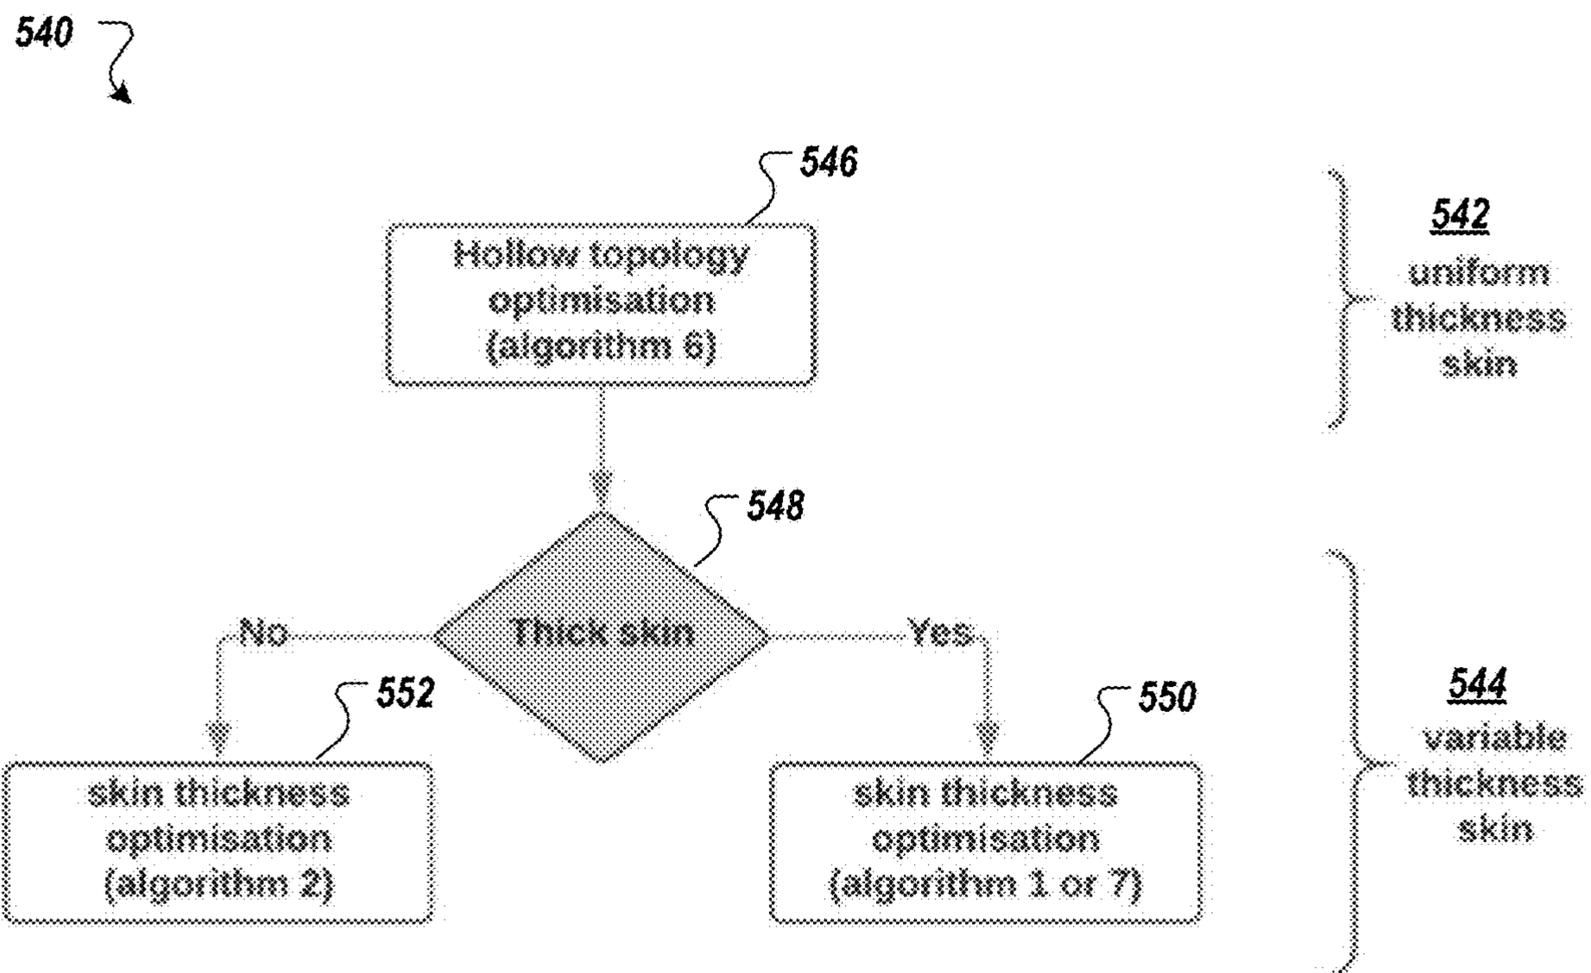 540
546
Hollow topology
optimisation
(algorithm 6)
542
uniform
thickness
skin
548
Thick skin
No
Yes
552
skin thickness
optimisation
(algorithm 2)
550
skin thickness
optimisation
(algorithm 1 or 7)
544
variable
thickness
skin